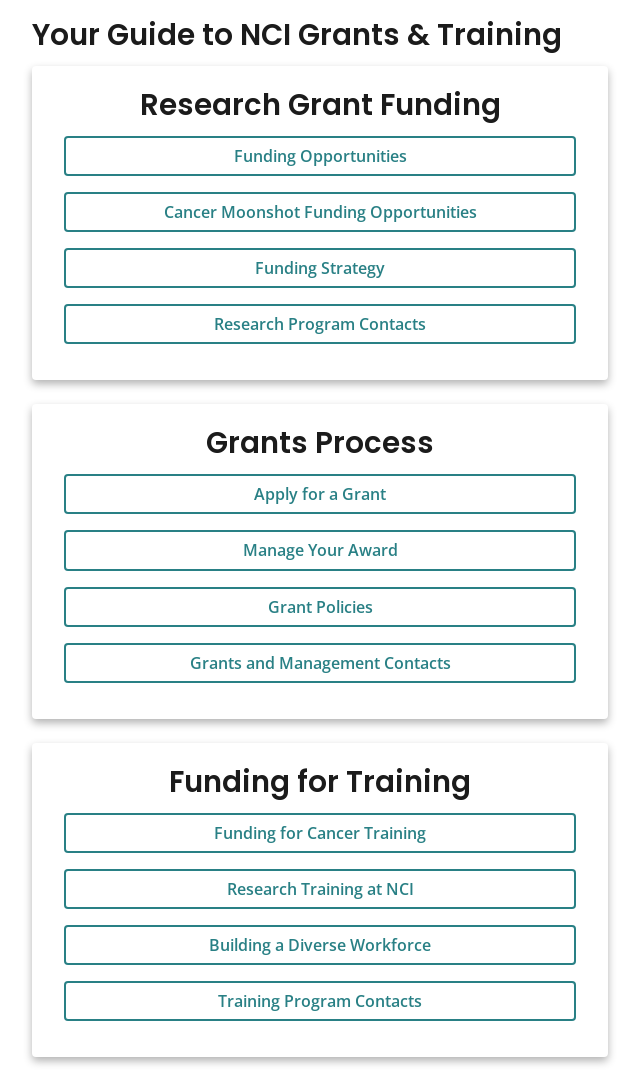 Your Guide to NCI Grants & Training
Research Grant Funding
Funding Opportunities
Cancer Moonshot Funding Opportunities
Funding Strategy
Research Program Contacts
Grants Process
Apply for a Grant
Manage Your Award
Grant Policies
Grants and Management Contacts
Funding for Training
Funding for Cancer Training
Research Training at NCI
Building a Diverse Workforce
Training Program Contacts